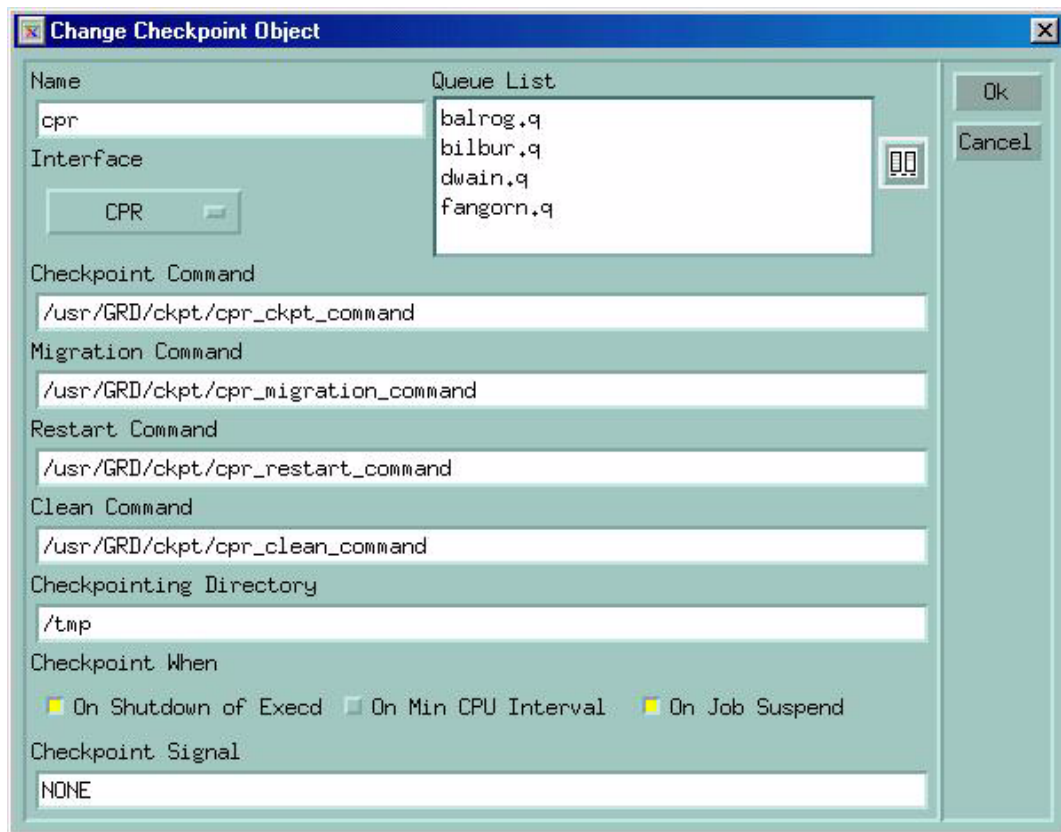 Change Checkpoint Object
Name
cpr
Interface
CPR
Queue List
balrog.q
bilbur.q
dwain.q
fangorn.q
Ok
Cancel
Checkpoint Command
/usr/GRD/ckpt/cpr_ckpt_command
Migration Command
/usr/GRD/ckpt/cpr_migration_command
Restart Command
/usr/GRD/ckpt/cpr_restart_command
Clean Command
/usr/GRD/ckpt/cpr_clean_command
Checkpointing Directory
/tmp
Checkpoint When
On Shutdown of Execd On Min CPU Interval On Job Suspend
Checkpoint Signal
NONE